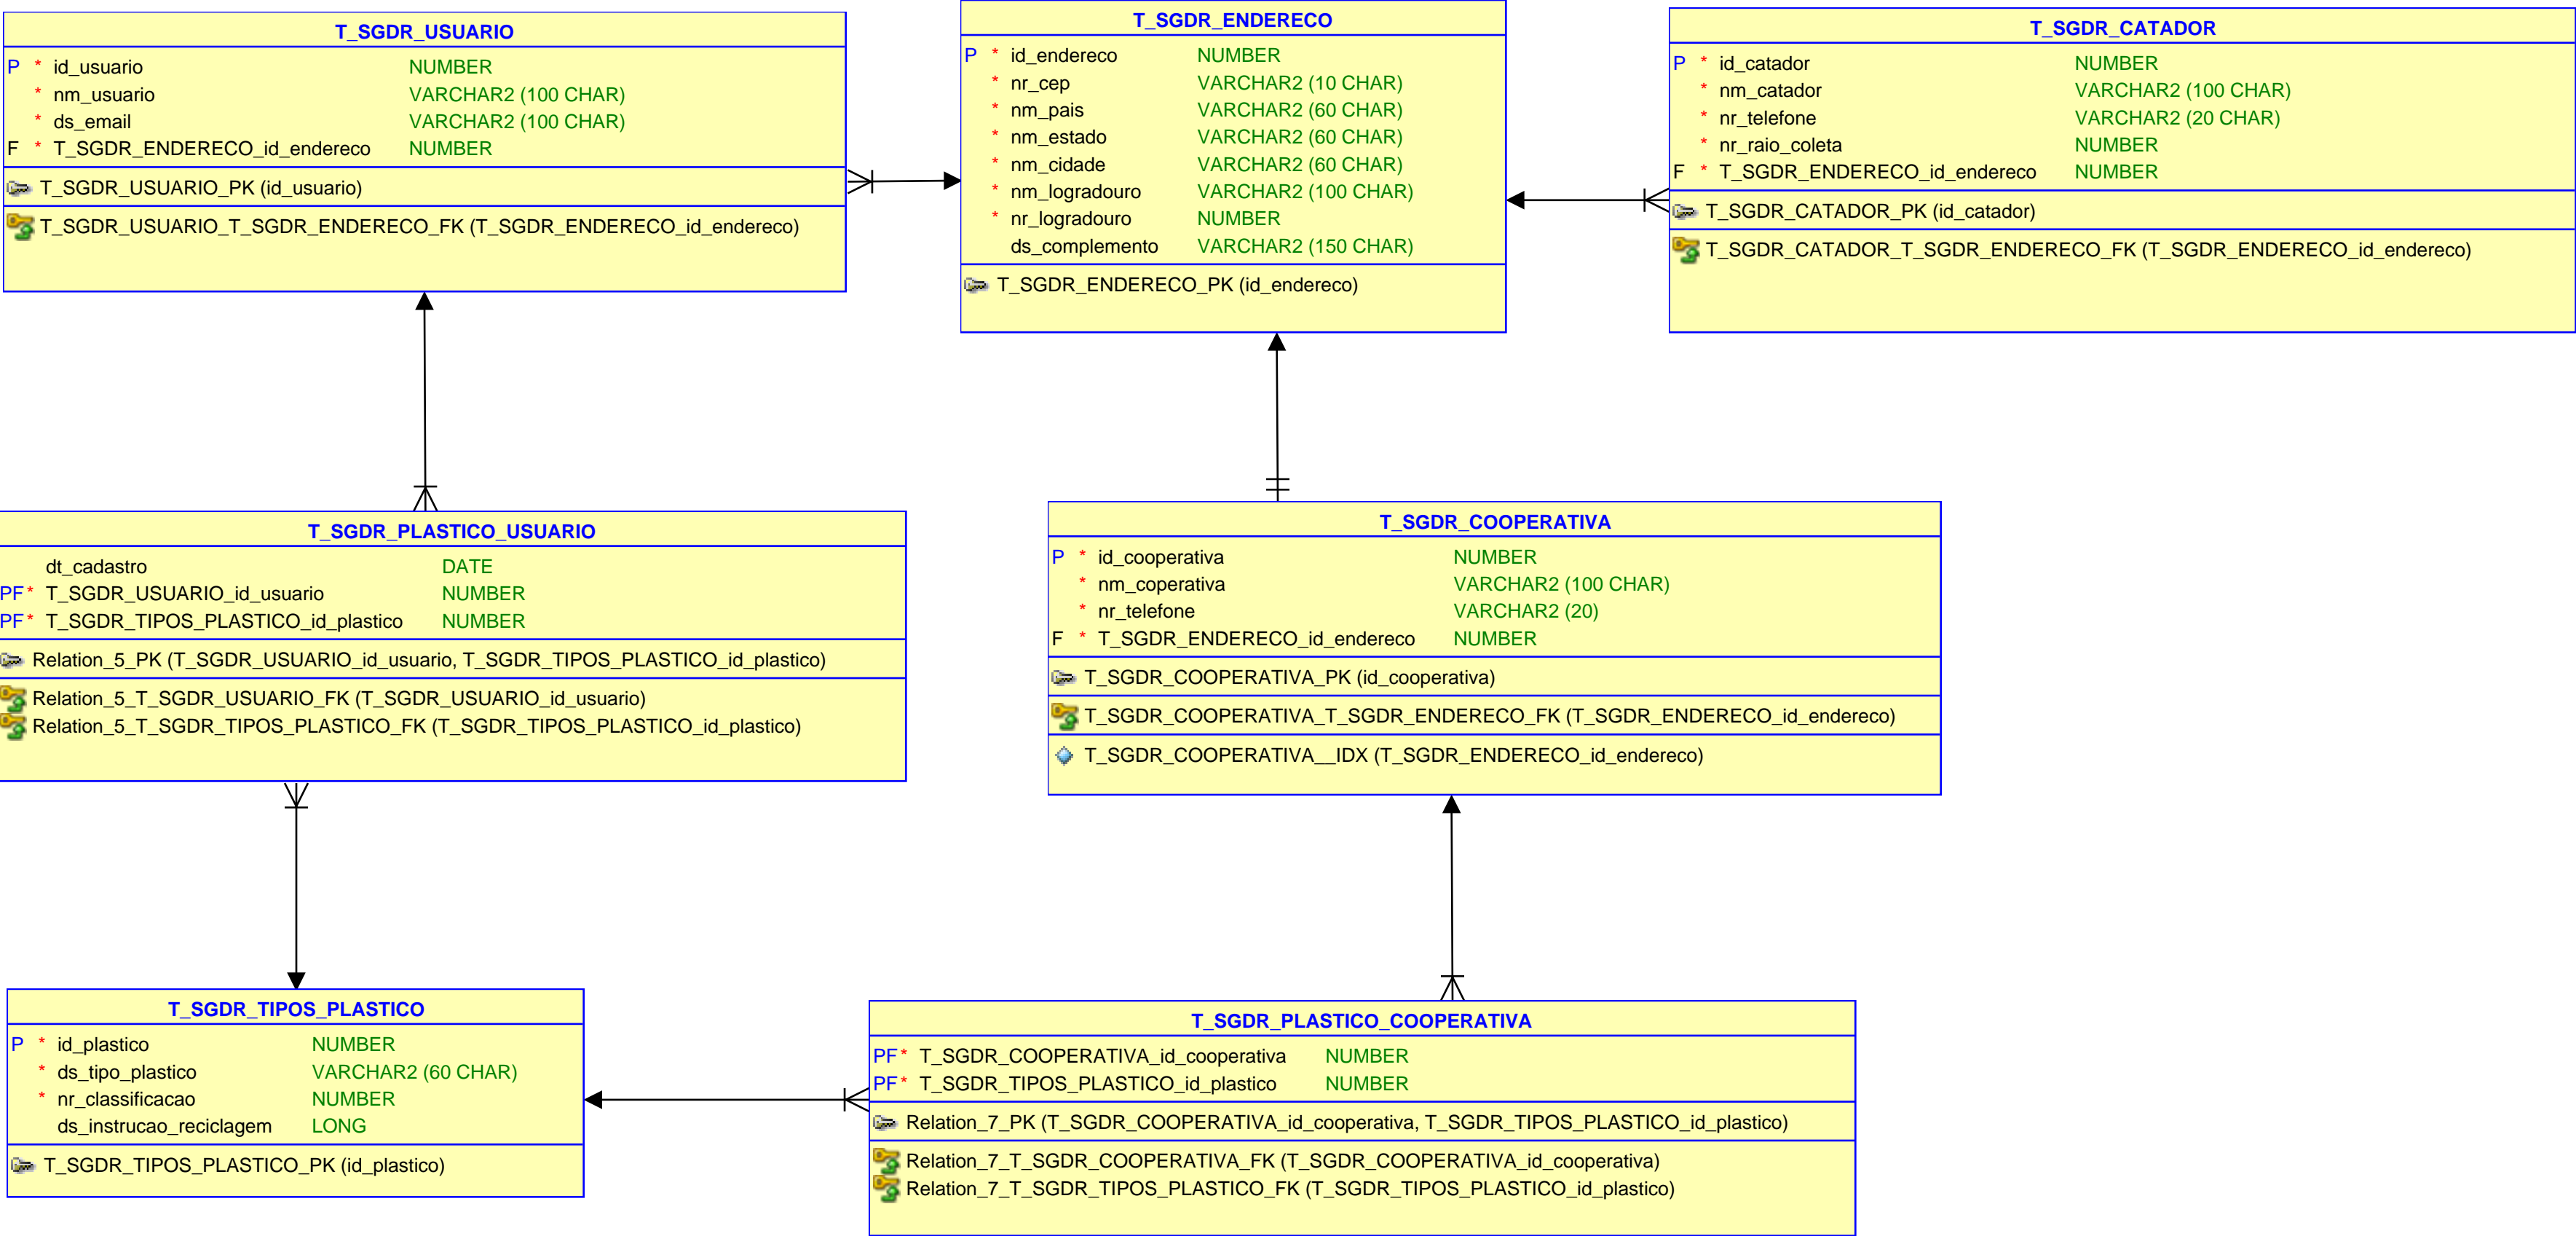 T_SGDR_USUARIO
P * id_usuario NUMBER
* nm_usuario VARCHAR2 (100 CHAR)
* ds_email VARCHAR2 (100 CHAR)
F * T_SGDR_ENDERECO_id_endereco NUMBER
T_SGDR_USUARIO_PK (id_usuario)
T_SGDR_USUARIO_T_SGDR_ENDERECO_FK (T_SGDR_ENDERECO_id_endereco)
T_SGDR_ENDERECO
P * id_endereco NUMBER
* nr_cep VARCHAR2 (10 CHAR)
* nm_pais VARCHAR2 (60 CHAR)
* nm_estado VARCHAR2 (60 CHAR)
* nm_cidade VARCHAR2 (60 CHAR)
* nm_logradouro VARCHAR2 (100 CHAR)
* nr_logradouro NUMBER
ds_complemento VARCHAR2 (150 CHAR)
T_SGDR_ENDERECO_PK (id_endereco)
T_SGDR_CATADOR
P * id_catador NUMBER
* nm_catador VARCHAR2 (100 CHAR)
* nr_telefone VARCHAR2 (20 CHAR)
* nr_raio_coleta NUMBER
F * T_SGDR_ENDERECO_id_endereco NUMBER
T_SGDR_CATADOR_PK (id_catador)
T_SGDR_CATADOR_T_SGDR_ENDERECO_FK (T_SGDR_ENDERECO_id_endereco)
T_SGDR_PLASTICO_USUARIO
dt_cadastro DATE
PF * T_SGDR_USUARIO_id_usuario NUMBER
PF * T_SGDR_TIPOS_PLASTICO_id_plastico NUMBER
Relation_5_PK (T_SGDR_USUARIO_id_usuario, T_SGDR_TIPOS_PLASTICO_id_plastico)
Relation_5_T_SGDR_USUARIO_FK (T_SGDR_USUARIO_id_usuario)
Relation_5_T_SGDR_TIPOS_PLASTICO_FK (T_SGDR_TIPOS_PLASTICO_id_plastico)
T_SGDR_COOPERATIVA
P * id_cooperativa NUMBER
* nm_coperativa VARCHAR2 (100 CHAR)
* nr_telefone VARCHAR2 (20)
F * T_SGDR_ENDERECO_id_endereco NUMBER
T_SGDR_COOPERATIVA_PK (id_cooperativa)
T_SGDR_COOPERATIVA_T_SGDR_ENDERECO_FK (T_SGDR_ENDERECO_id_endereco)
T_SGDR_COOPERATIVA__IDX (T_SGDR_ENDERECO_id_endereco)
T_SGDR_TIPOS_PLASTICO
P * id_plastico NUMBER
* ds_tipo_plastico VARCHAR2 (60 CHAR)
* nr_classificacao NUMBER
ds_instrucao_reciclagem LONG
T_SGDR_TIPOS_PLASTICO_PK (id_plastico)
T_SGDR_PLASTICO_COOPERATIVA
PF * T_SGDR_COOPERATIVA_id_cooperativa NUMBER
PF * T_SGDR_TIPOS_PLASTICO_id_plastico NUMBER
Relation_7_PK (T_SGDR_COOPERATIVA_id_cooperativa, T_SGDR_TIPOS_PLASTICO_id_plastico)
Relation_7_T_SGDR_COOPERATIVA_FK (T_SGDR_COOPERATIVA_id_cooperativa)
Relation_7_T_SGDR_TIPOS_PLASTICO_FK (T_SGDR_TIPOS_PLASTICO_id_plastico)